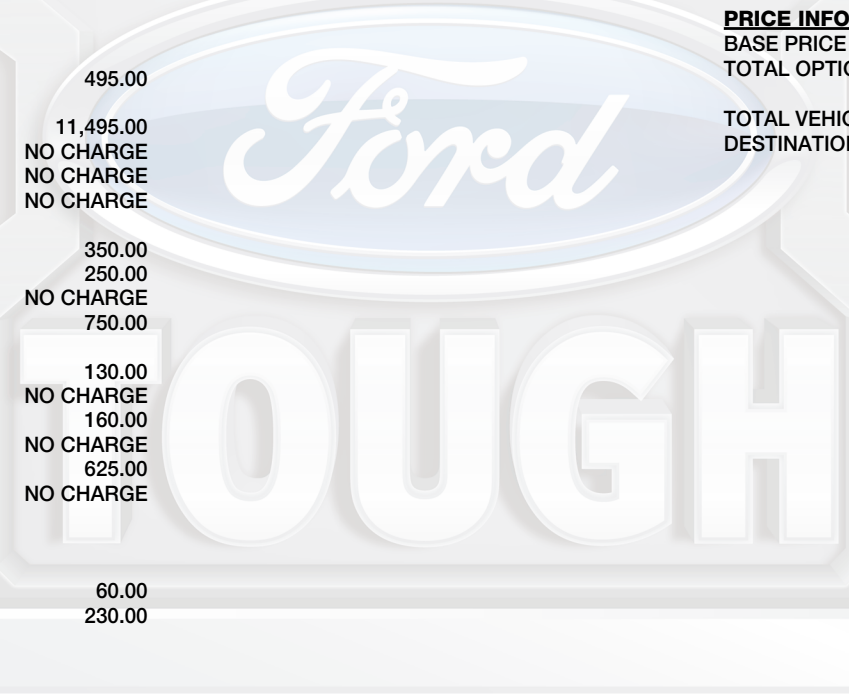 495.00
11,495.00
NO CHARGE
NO CHARGE
NO CHARGE
350.00
250.00
NO CHARGE
750.00
130.00
NO CHARGE
160.00
NO CHARGE
625.00
NO CHARGE
60.00
230.00
PRICE INFO
BASE PRICE
TOTAL OPTIO
TOTAL VEHIC
DESTINATION
Ford
TOUGH